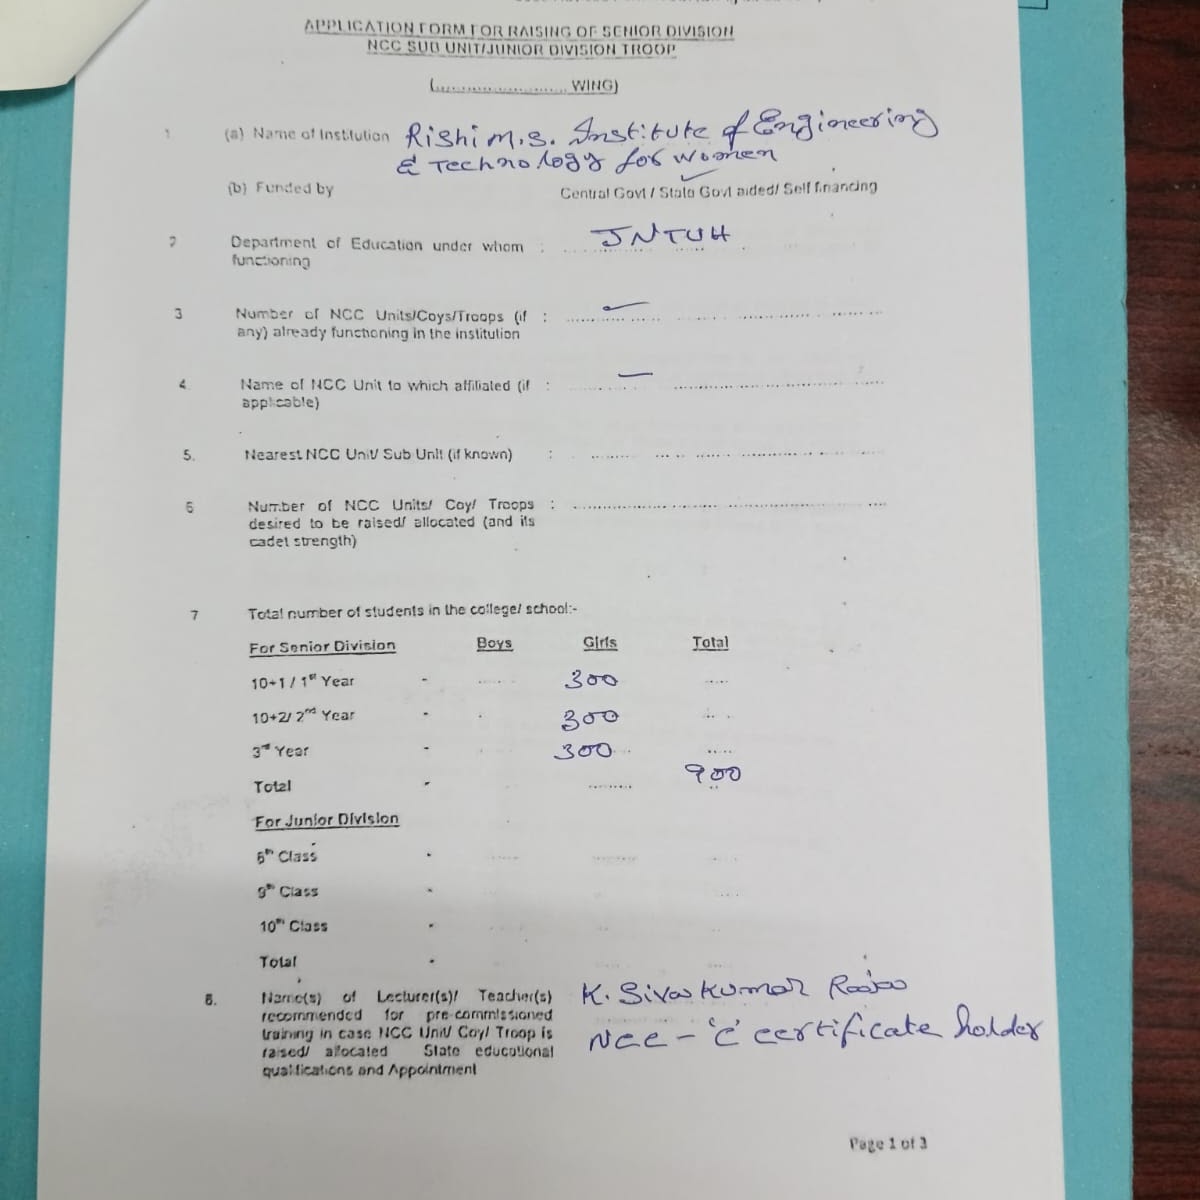 APPLICATION FORM FOR RAISING OF SENIOR DIVISION
NCC SUB UNIT/JUNIOR DIVISION TROOP
(........................ WING)
1 (a) Name of Institution Rishi M.S. Institute of Engineering
& Technology for Women
(b) Funded by Central Govt / State Govt aided/ Self financing
2 Department of Education under whom : JNTUH
functioning
3 Number of NCC Units/Coys/Troops (if : –
any) already functioning in the institution
4. Name of NCC Unit to which affiliated (if : –
applicable)
5. Nearest NCC Unit/ Sub Unit (if known) :
6 Number of NCC Units/ Coy/ Troops :
desired to be raised/ allocated (and its
cadet strength)
7 Total number of students in the college/ school:-
For Senior Division Boys Girls Total
10+1 / 1st Year - 300
10+2/ 2nd Year - 300
3rd Year - 300
Total - 900
For Junior Division
8th Class -
9th Class -
10th Class -
Total -
8. Name(s) of Lecturer(s)/ Teacher(s) K. Siva Kumar Raja
recommended for pre-commissioned
training in case NCC Unit/ Coy/ Troop is NCC - 'C' certificate holder
raised/ allocated State educational
qualifications and Appointment
Page 1 of 3